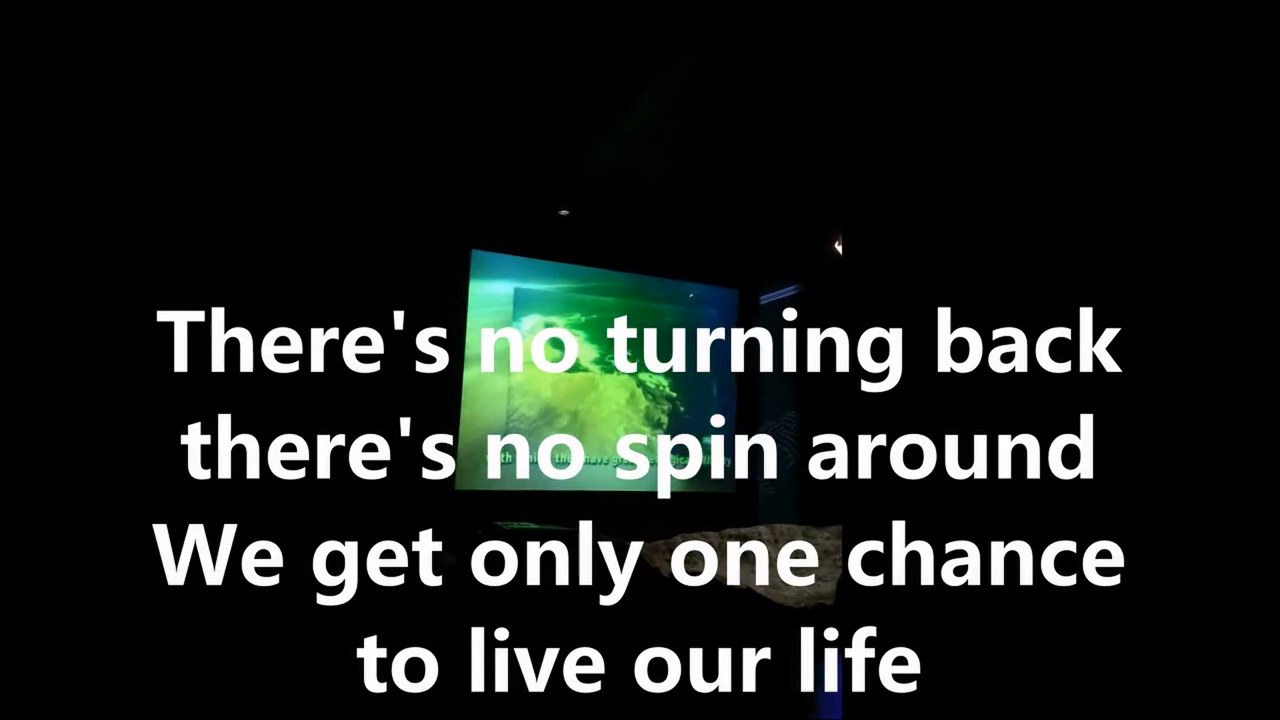 There's no turning back
there's no spin around
We get only one chance
to live our life